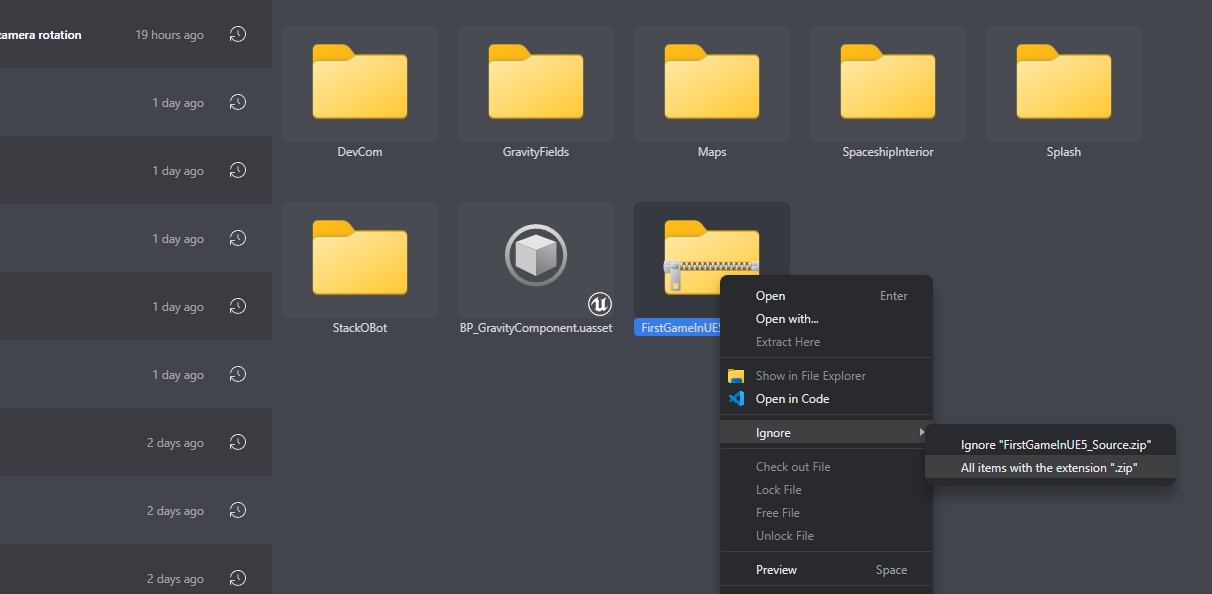 camera rotation 19 hours ago
1 day ago
1 day ago
1 day ago
1 day ago
1 day ago
2 days ago
2 days ago
2 days ago
DevCom
GravityFields
Maps
SpaceshipInterior
Splash
StackOBot
BP_GravityComponent.uasset
FirstGameInUE5
Open Enter
Open with...
Extract Here
Show in File Explorer
Open in Code
Ignore
Ignore "FirstGameInUE5_Source.zip"
All items with the extension ".zip"
Check out File
Lock File
Free File
Unlock File
Preview Space